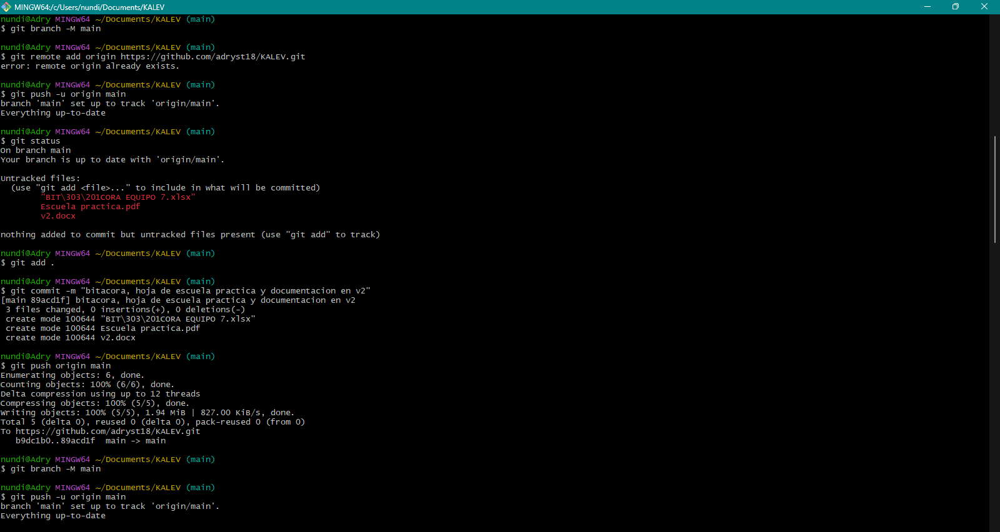 MINGW64:/c/Users/nundi/Documents/KALEV
nundi@Adry MINGW64 ~/Documents/KALEV (main)
$ git branch -M main
nundi@Adry MINGW64 ~/Documents/KALEV (main)
$ git remote add origin https://github.com/adryst18/KALEV.git
error: remote origin already exists.
nundi@Adry MINGW64 ~/Documents/KALEV (main)
$ git push -u origin main
branch 'main' set up to track 'origin/main'.
Everything up-to-date
nundi@Adry MINGW64 ~/Documents/KALEV (main)
$ git status
On branch main
Your branch is up to date with 'origin/main'.
Untracked files:
(use "git add <file>..." to include in what will be committed)
"BIT\303\201CORA EQUIPO 7.xlsx"
Escuela practica.pdf
v2.docx
nothing added to commit but untracked files present (use "git add" to track)
nundi@Adry MINGW64 ~/Documents/KALEV (main)
$ git add .
nundi@Adry MINGW64 ~/Documents/KALEV (main)
$ git commit -m "bitacora, hoja de escuela practica y documentacion en v2"
[main 89acd1f] bitacora, hoja de escuela practica y documentacion en v2
3 files changed, 0 insertions(+), 0 deletions(-)
create mode 100644 "BIT\303\201CORA EQUIPO 7.xlsx"
create mode 100644 Escuela practica.pdf
create mode 100644 v2.docx
nundi@Adry MINGW64 ~/Documents/KALEV (main)
$ git push origin main
Enumerating objects: 6, done.
Counting objects: 100% (6/6), done.
Delta compression using up to 12 threads
Compressing objects: 100% (5/5), done.
Writing objects: 100% (5/5), 1.94 MiB | 827.00 KiB/s, done.
Total 5 (delta 0), reused 0 (delta 0), pack-reused 0 (from 0)
To https://github.com/adryst18/KALEV.git
b9dc1b0..89acd1f  main -> main
nundi@Adry MINGW64 ~/Documents/KALEV (main)
$ git branch -M main
nundi@Adry MINGW64 ~/Documents/KALEV (main)
$ git push -u origin main
branch 'main' set up to track 'origin/main'.
Everything up-to-date